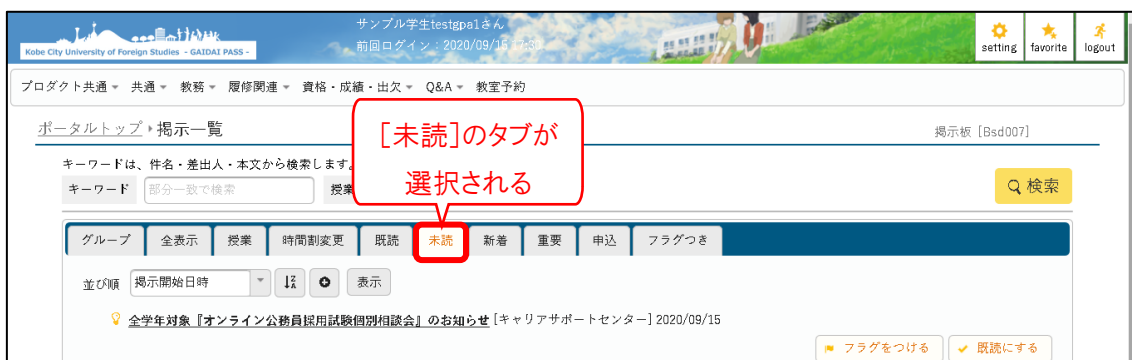 サンプル学生testgpa1さん
Kobe City University of Foreign Studies - GAIDAI PASS -
前回ログイン : 2020/09/15 17:30
setting
favorite
logout
プロダクト共通 共通 教務 履修関連 資格・成績・出欠 Q&A 教室予約
[未読]のタブが
選択される
ポータルトップ 掲示一覧
掲示板 [Bsd007]
キーワードは、件名・差出人・本文から検索します。
キーワード 部分一致で検索 授業
検索
グループ 全表示 授業 時間割変更 既読 未読 新着 重要 申込 フラグつき
並び順 掲示開始日時 表示
全学年対象『オンライン公務員採用試験個別相談会』のお知らせ [キャリアサポートセンター] 2020/09/15
フラグをつける 既読にする